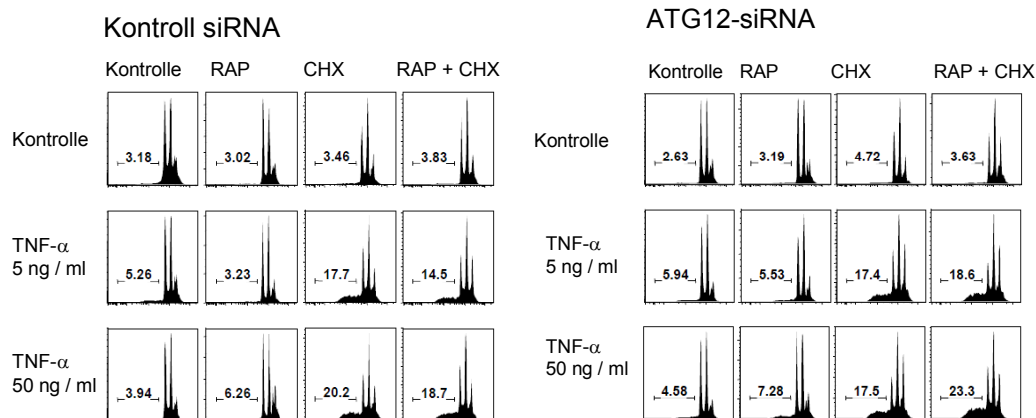 Kontroll siRNA
Kontrolle RAP CHX RAP + CHX
Kontrolle
3.18 3.02 3.46 3.83
TNF-α
5 ng / ml
5.26 3.23 17.7 14.5
TNF-α
50 ng / ml
3.94 6.26 20.2 18.7
ATG12-siRNA
Kontrolle RAP CHX RAP + CHX
Kontrolle
2.63 3.19 4.72 3.63
TNF-α
5 ng / ml
5.94 5.53 17.4 18.6
TNF-α
50 ng / ml
4.58 7.28 17.5 23.3